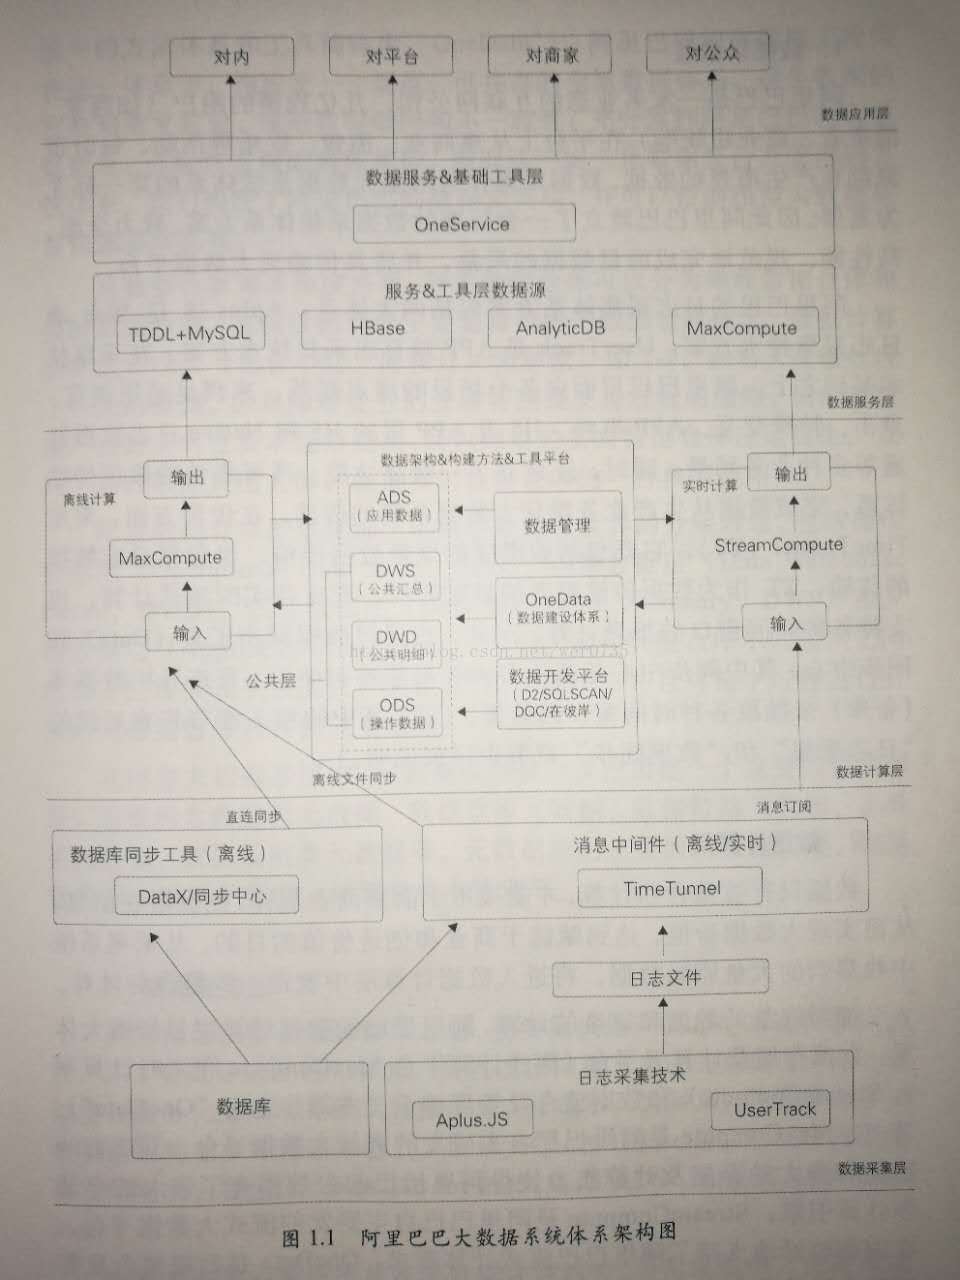 对内
对平台
对商家
对公众
数据应用层
数据服务&基础工具层
OneService
服务&工具层数据源
TDDL+MySQL
HBase
AnalyticDB
MaxCompute
数据服务层
离线计算
输出
MaxCompute
输入
数据架构&构建方法&工具平台
ADS
(应用数据)
DWS
(公共汇总)
DWD
(公共明细)
ODS
(操作数据)
公共层
数据管理
OneData
(数据建设体系)
数据开发平台
(D2/SQLSCAN/
DQC/在彼岸)
实时计算
输出
StreamCompute
输入
数据计算层
离线文件同步
直连同步
消息订阅
数据库同步工具(离线)
DataX/同步中心
消息中间件(离线/实时)
TimeTunnel
日志文件
数据库
日志采集技术
Aplus.JS
UserTrack
数据采集层
图 1.1 阿里巴巴大数据系统体系架构图